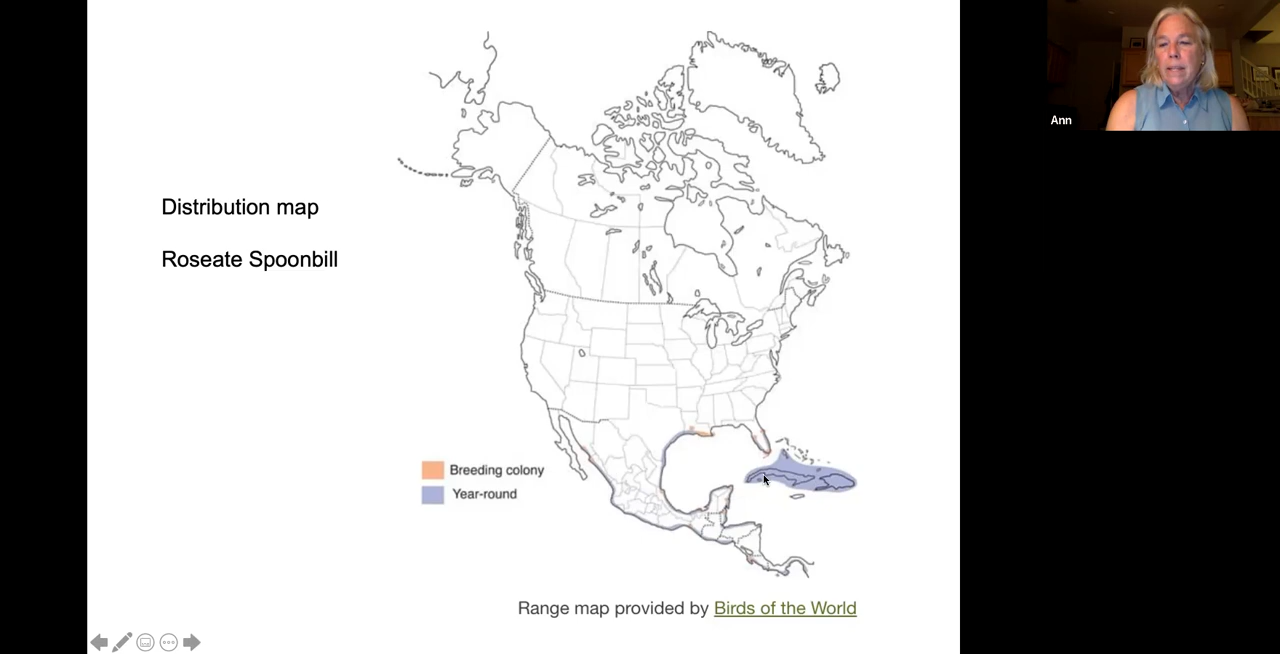 Ann
Distribution map
Roseate Spoonbill
Breeding colony
Year-round
Range map provided by Birds of the World